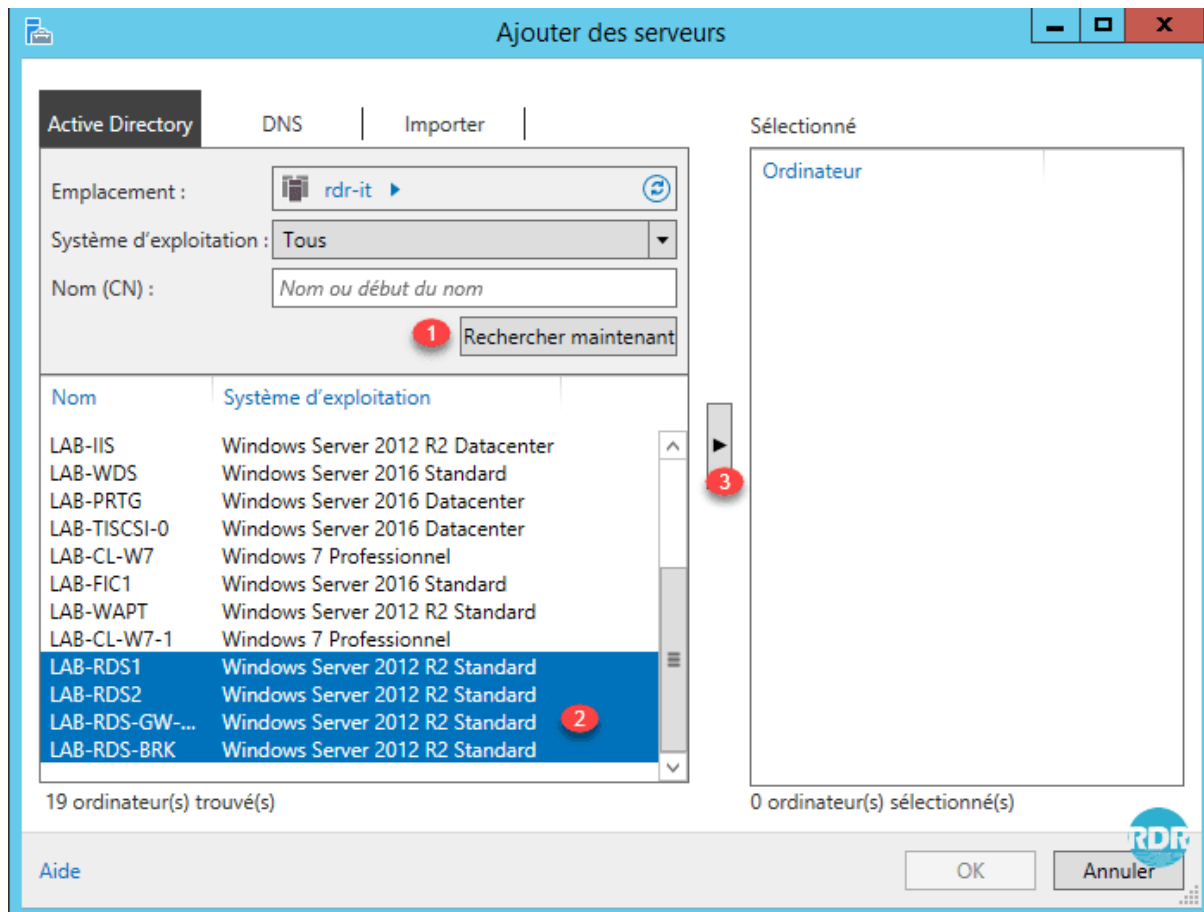 Ajouter des serveurs
Active Directory DNS Importer
Emplacement : rdr-it
Système d'exploitation : Tous
Nom (CN) : Nom ou début du nom
1 Rechercher maintenant
Nom Système d'exploitation
LAB-IIS Windows Server 2012 R2 Datacenter
LAB-WDS Windows Server 2016 Standard
LAB-PRTG Windows Server 2016 Datacenter
LAB-TISCSI-0 Windows Server 2016 Datacenter
LAB-CL-W7 Windows 7 Professionnel
LAB-FIC1 Windows Server 2016 Standard
LAB-WAPT Windows Server 2012 R2 Standard
LAB-CL-W7-1 Windows 7 Professionnel
LAB-RDS1 Windows Server 2012 R2 Standard
LAB-RDS2 Windows Server 2012 R2 Standard
LAB-RDS-GW-... Windows Server 2012 R2 Standard 2
LAB-RDS-BRK Windows Server 2012 R2 Standard
19 ordinateur(s) trouvé(s)
3
Sélectionné
Ordinateur
0 ordinateur(s) sélectionné(s)
RDR
Aide OK Annuler